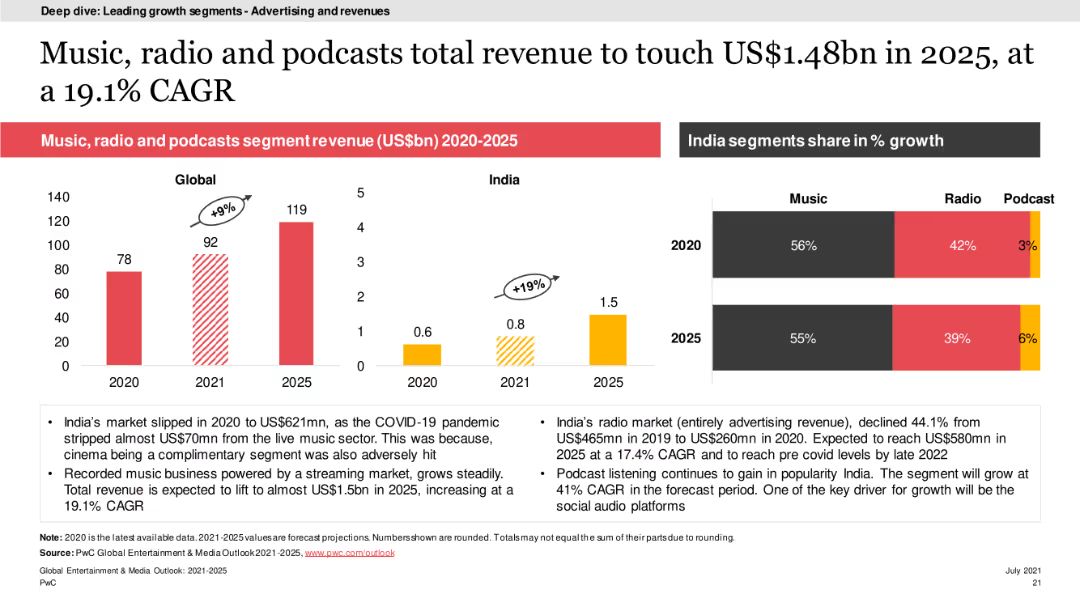 Deep dive: Leading growth segments - Advertising and revenues
Music, radio and podcasts total revenue to touch US$1.48bn in 2025, at
a 19.1% CAGR
Music, radio and podcasts segment revenue (US$bn) 2020-2025
Global
140
120
100
80
60
40
20
0
78
92
119
+9%
2020
2021
2025
India
5
4
3
2
1
0
0.6
0.8
1.5
+19%
2020
2021
2025
India segments share in % growth
Music
Radio
Podcast
2020
56%
42%
3%
2025
55%
39%
6%
• India's market slipped in 2020 to US$621mn, as the COVID-19 pandemic
stripped almost US$70mn from the live music sector. This was because,
cinema being a complimentary segment was also adversely hit
• Recorded music business powered by a streaming market, grows steadily.
Total revenue is expected to lift to almost US$1.5bn in 2025, increasing at a
19.1% CAGR
• India's radio market (entirely advertising revenue), declined 44.1% from
US$465mn in 2019 to US$260mn in 2020. Expected to reach US$580mn in
2025 at a 17.4% CAGR and to reach pre covid levels by late 2022
• Podcast listening continues to gain in popularity India. The segment will grow at
41% CAGR in the forecast period. One of the key driver for growth will be the
social audio platforms
Note: 2020 is the latest available data. 2021-2025 values are forecast projections. Numbers shown are rounded. Totals may not equal the sum of their parts due to rounding.
Source: PwC Global Entertainment & Media Outlook 2021-2025, www.pwc.com/outlook
Global Entertainment & Media Outlook: 2021-2025
PwC
July 2021
21